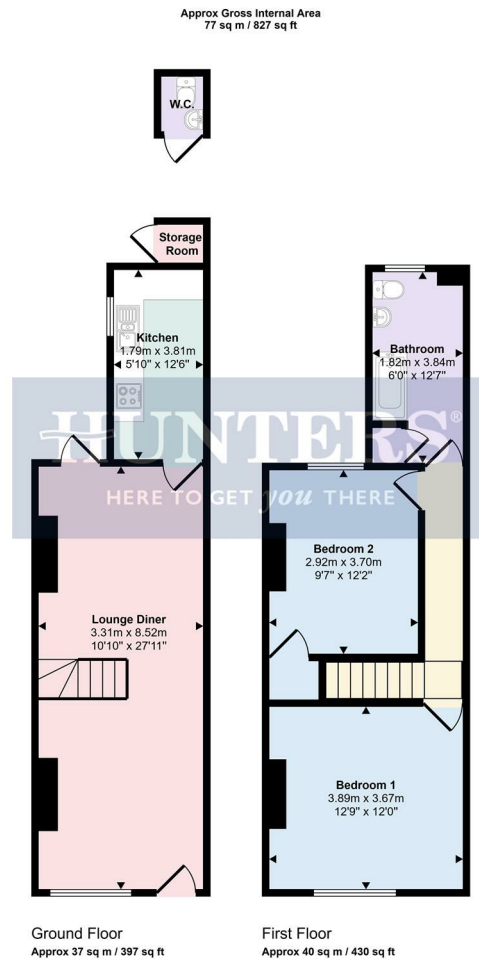 Approx Gross Internal Area
77 sq m / 827 sq ft
W.C.
Storage
Room
Kitchen
1.79m x 3.81m
5'10" x 12'6"
Bathroom
1.82m x 3.84m
6'0" x 12'7"
HUNTERS®
HERE TO GET you THERE
Bedroom 2
2.92m x 3.70m
9'7" x 12'2"
Lounge Diner
3.31m x 8.52m
10'10" x 27'11"
Bedroom 1
3.89m x 3.67m
12'9" x 12'0"
Ground Floor
Approx 37 sq m / 397 sq ft
First Floor
Approx 40 sq m / 430 sq ft